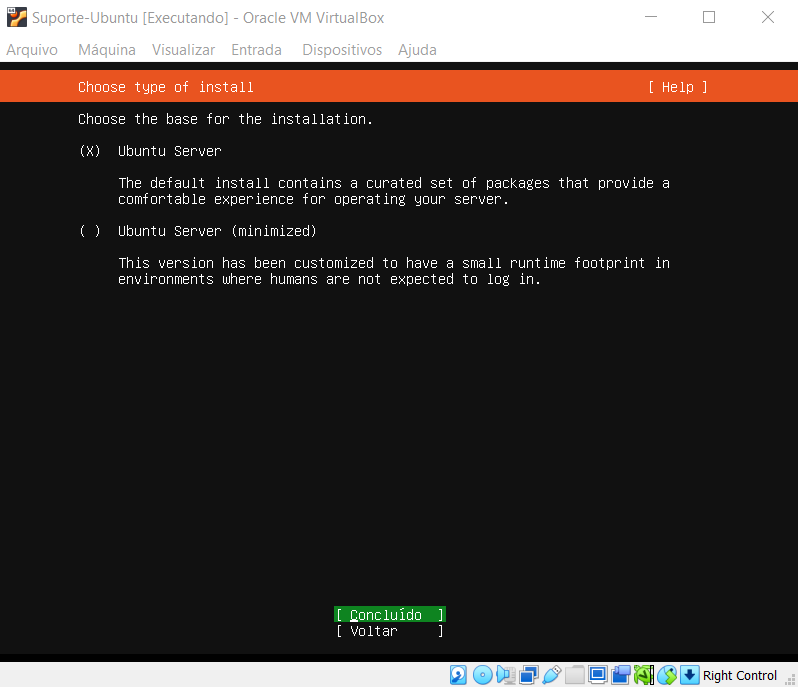 Suporte-Ubuntu [Executando] - Oracle VM VirtualBox
Arquivo Máquina Visualizar Entrada Dispositivos Ajuda
Choose type of install [ Help ]
Choose the base for the installation.
(X) Ubuntu Server
The default install contains a curated set of packages that provide a
comfortable experience for operating your server.
( ) Ubuntu Server (minimized)
This version has been customized to have a small runtime footprint in
environments where humans are not expected to log in.
[ Concluído ]
[ Voltar ]
Right Control